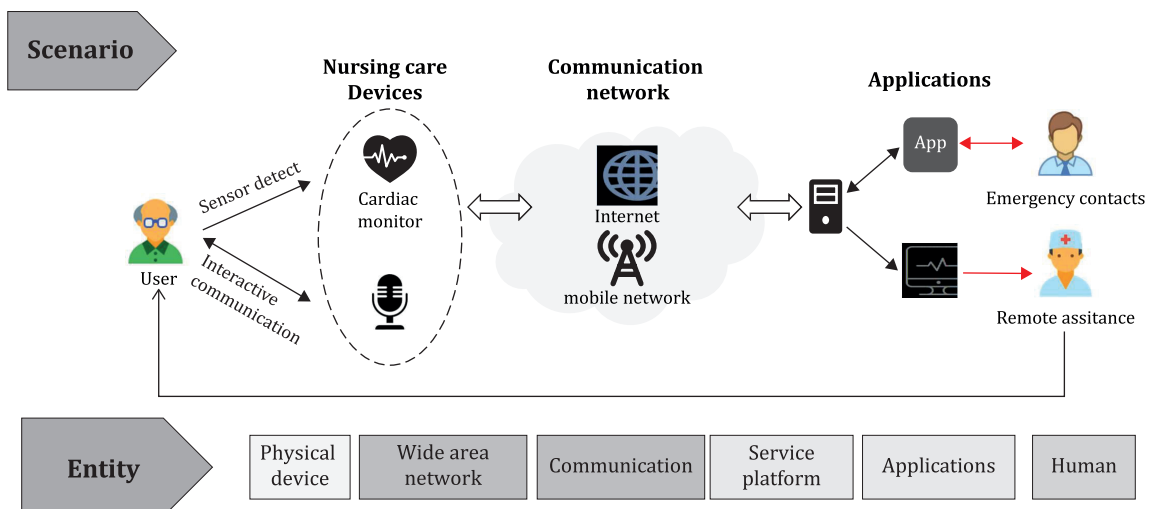 Scenario
Nursing care
Devices
Communication
network
Applications
Sensor detect
Cardiac
monitor
Internet
App
Emergency contacts
User
Interactive
communication
mobile network
Remote assitance
Entity
Physical
device
Wide area
network
Communication
Service
platform
Applications
Human